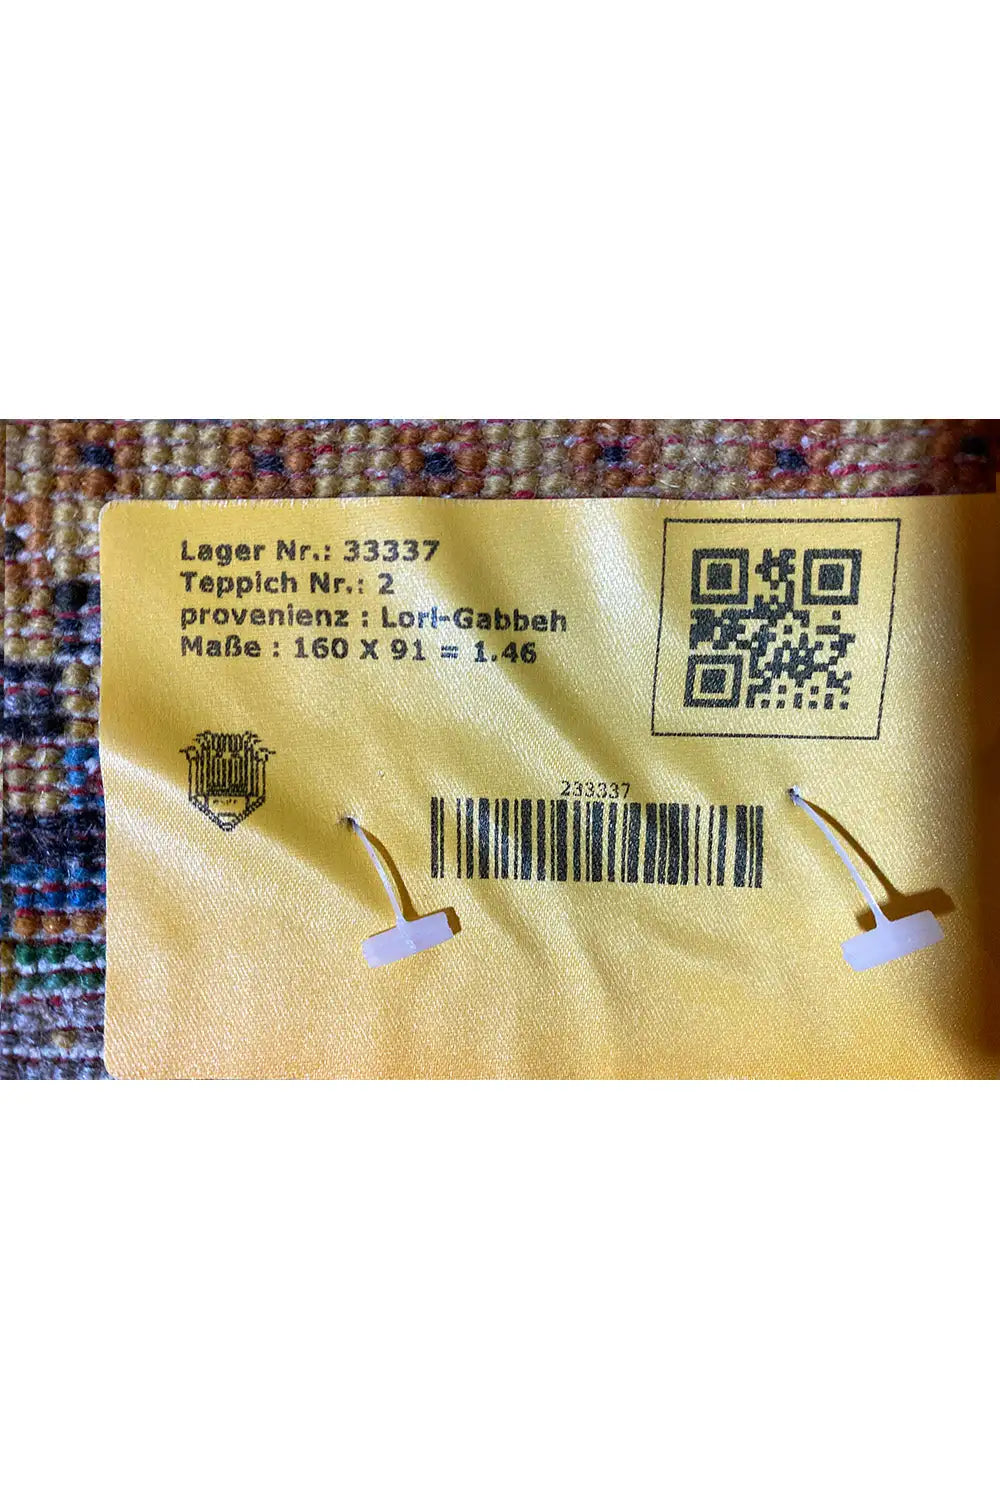 Lager Nr.: 33337
Teppich Nr.: 2
provenienz : Lori-Gabbeh
Maße : 160 X 91 = 1.46
233337